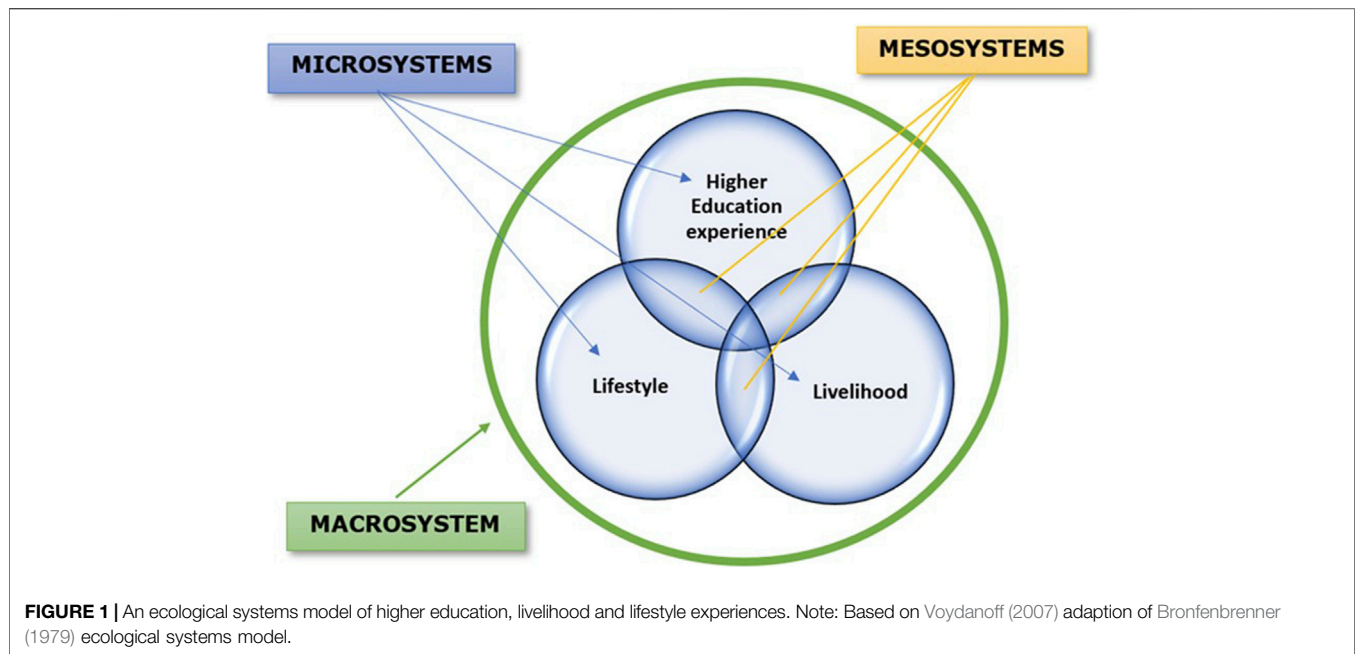 MICROSYSTEMS
MESOSYSTEMS
Higher
Education
experience
Lifestyle
Livelihood
MACROSYSTEM
FIGURE 1 | An ecological systems model of higher education, livelihood and lifestyle experiences. Note: Based on Voydanoff (2007) adaption of Bronfenbrenner
(1979) ecological systems model.